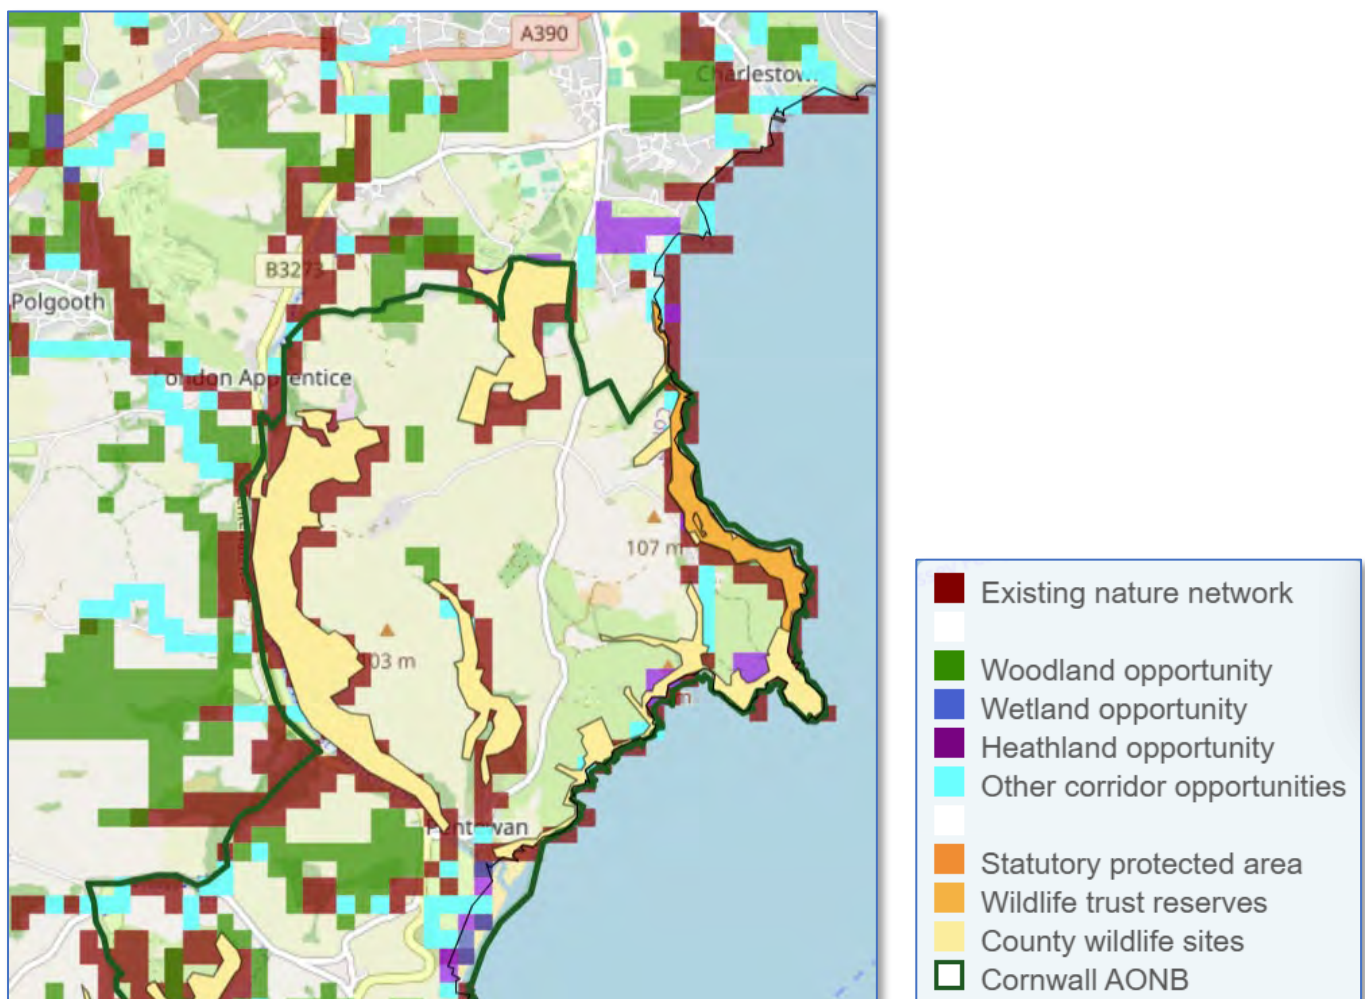 A390
Charlestow..
B3273
Polgooth
London Apprentice
107 m
03 m
m
Pentewan
Existing nature network
Woodland opportunity
Wetland opportunity
Heathland opportunity
Other corridor opportunities
Statutory protected area
Wildlife trust reserves
County wildlife sites
Cornwall AONB